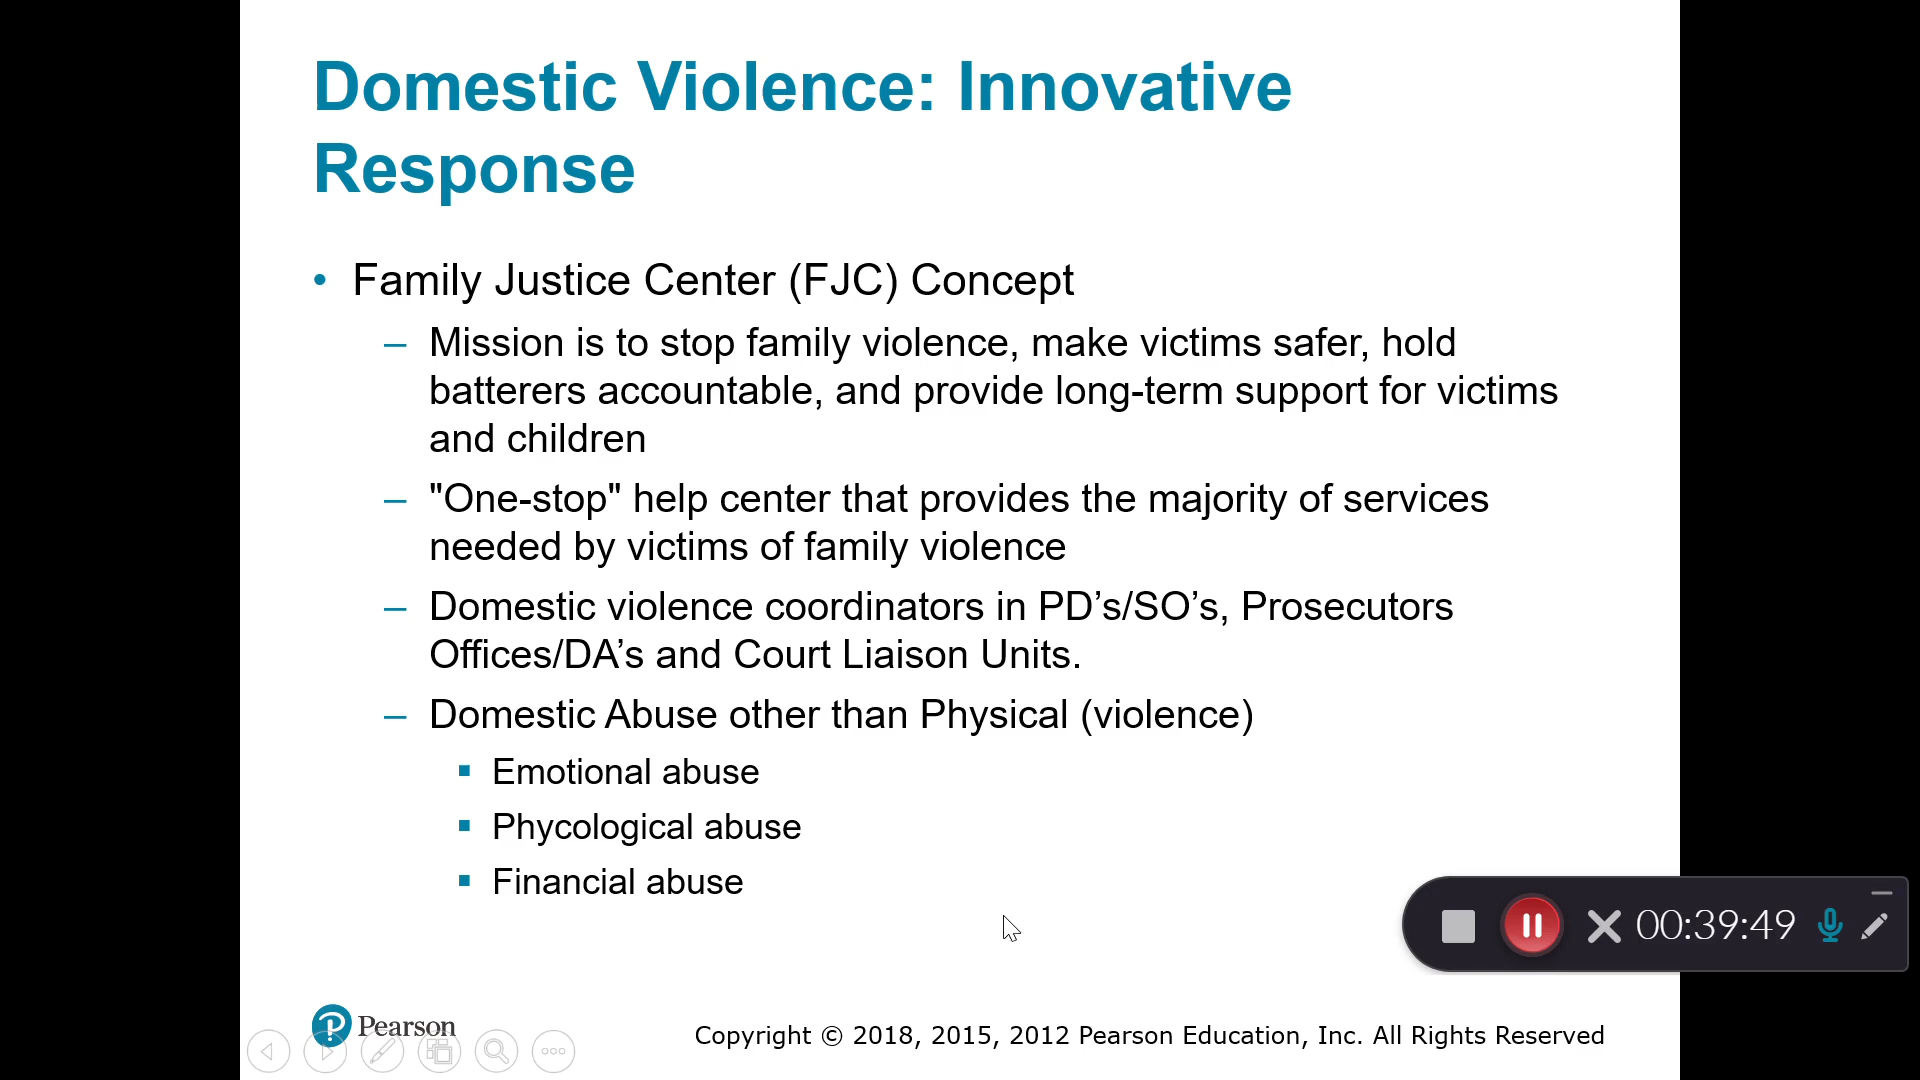 Domestic Violence: Innovative
Response
• Family Justice Center (FJC) Concept
– Mission is to stop family violence, make victims safer, hold
batterers accountable, and provide long-term support for victims
and children
– "One-stop" help center that provides the majority of services
needed by victims of family violence
– Domestic violence coordinators in PD’s/SO’s, Prosecutors
Offices/DA’s and Court Liaison Units.
– Domestic Abuse other than Physical (violence)
▪ Emotional abuse
▪ Phycological abuse
▪ Financial abuse
00:39:49
Pearson
Copyright © 2018, 2015, 2012 Pearson Education, Inc. All Rights Reserved